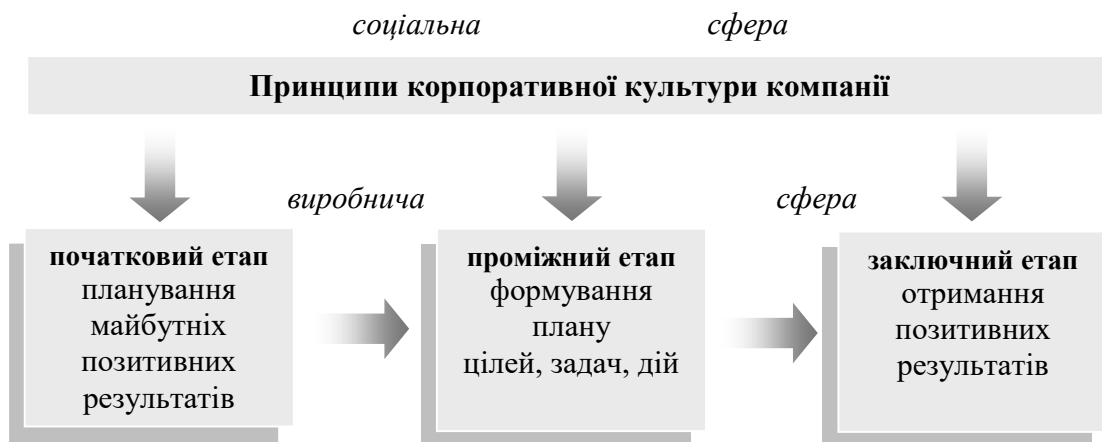 соціальна сфера
Принципи корпоративної культури компанії
виробнича сфера
початковий етап
планування
майбутніх
позитивних
результатів
проміжний етап
формування
плану
цілей, задач, дій
заключний етап
отримання
позитивних
результатів